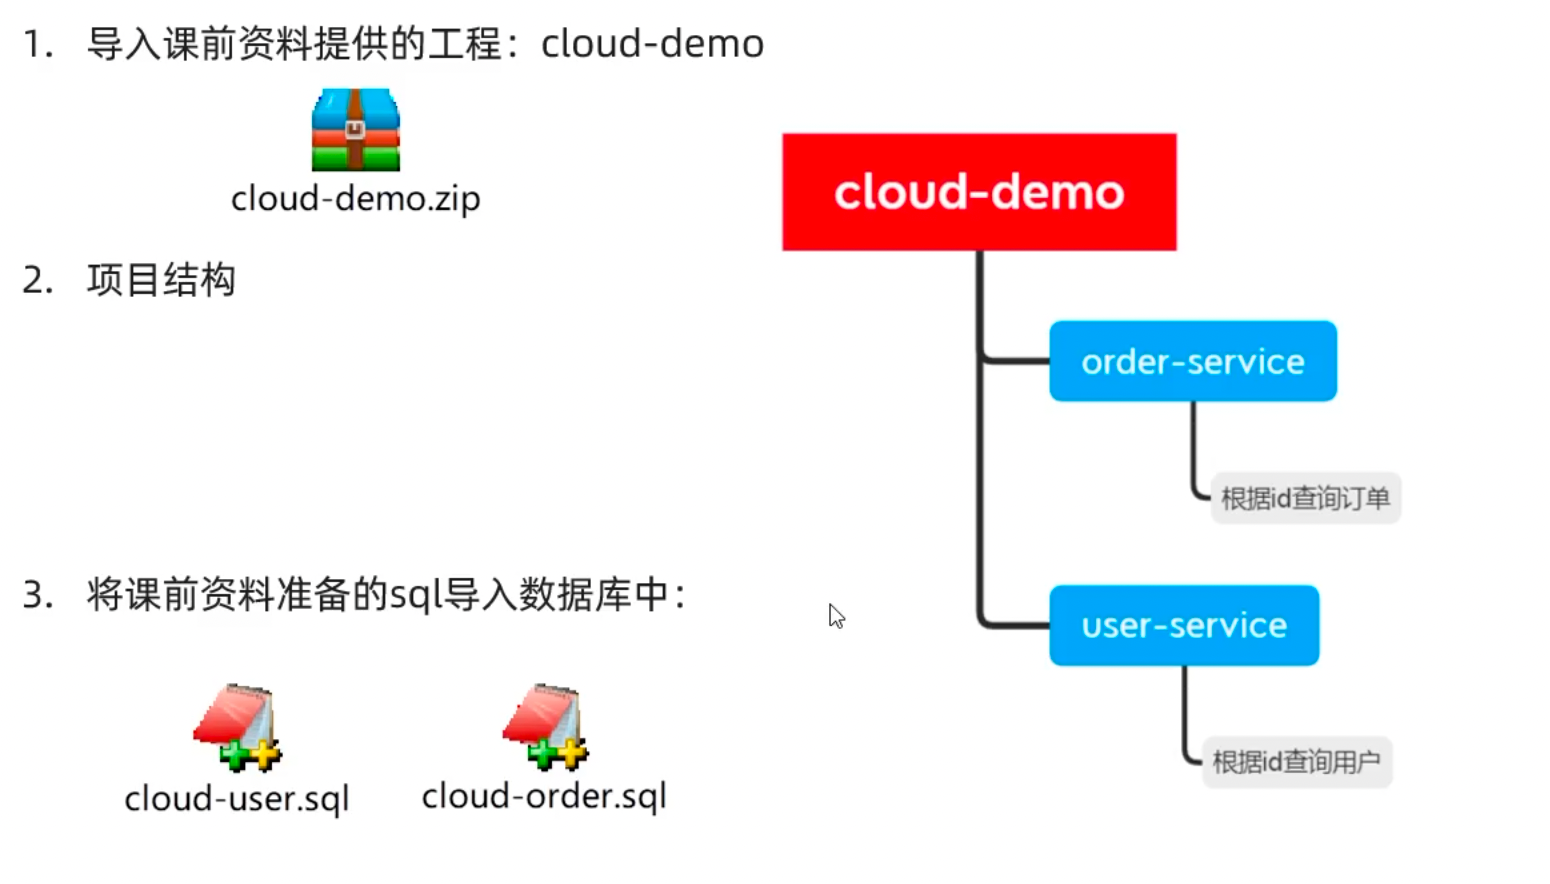 1. 导入课前资料提供的工程：cloud-demo
cloud-demo.zip
2. 项目结构
cloud-demo
order-service
根据id查询订单
user-service
根据id查询用户
3. 将课前资料准备的sql导入数据库中：
cloud-user.sql
cloud-order.sql